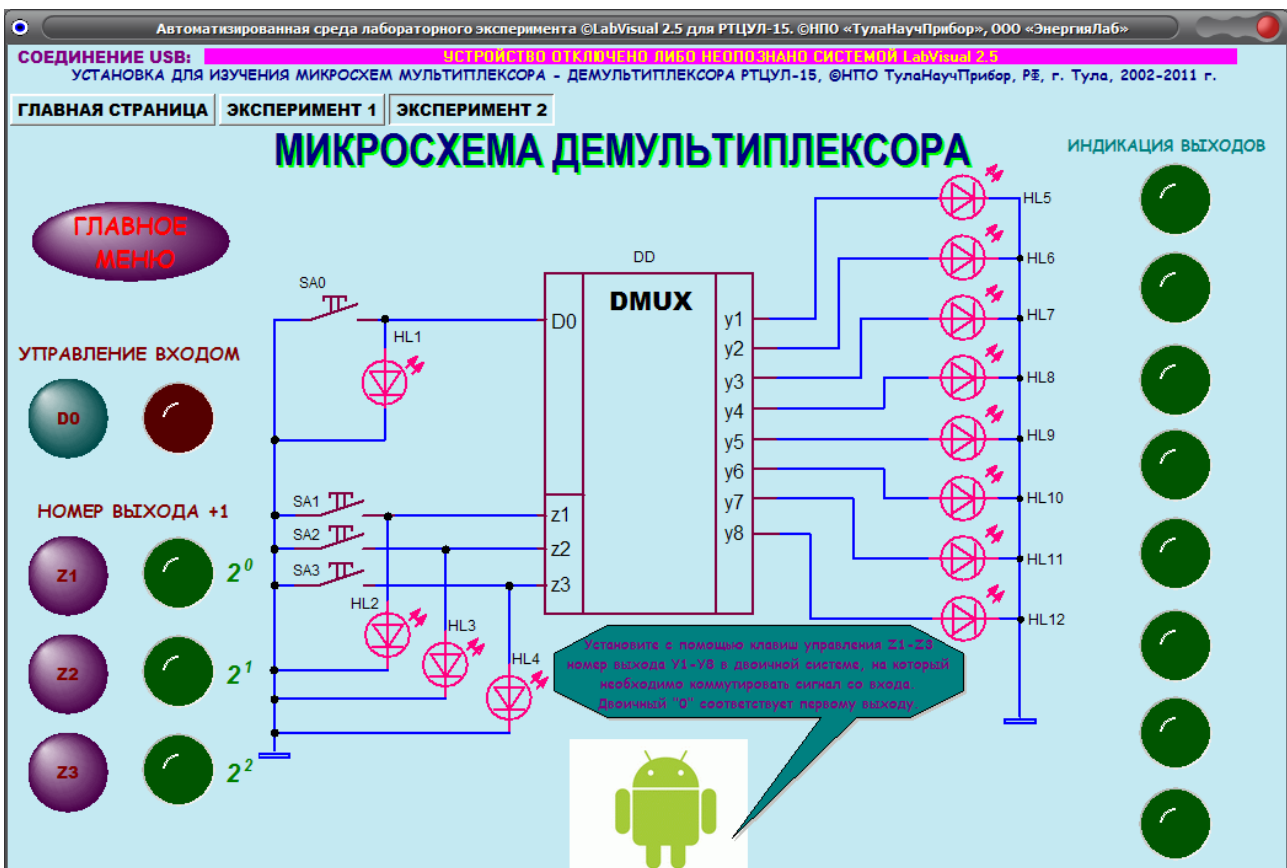 Автоматизированная среда лабораторного эксперимента ©LabVisual 2.5 для РТЦУЛ-15. ©НПО «ТулаНаучПрибор», ООО «ЭнергияЛаб»
СОЕДИНЕНИЕ USB: УСТРОЙСТВО ОТКЛЮЧЕНО ЛИБО НЕОПОЗНАНО СИСТЕМОЙ LabVisual 2.5
УСТАНОВКА ДЛЯ ИЗУЧЕНИЯ МИКРОСХЕМ МУЛЬТИПЛЕКСОРА - ДЕМУЛЬТИПЛЕКСОРА РТЦУЛ-15, ©НПО ТулаНаучПрибор, РФ, г. Тула, 2002-2011 г.
ГЛАВНАЯ СТРАНИЦА ЭКСПЕРИМЕНТ 1 ЭКСПЕРИМЕНТ 2
МИКРОСХЕМА ДЕМУЛЬТИПЛЕКСОРА
ИНДИКАЦИЯ ВЫХОДОВ
ГЛАВНОЕ
МЕНЮ
УПРАВЛЕНИЕ ВХОДОМ
D0
НОМЕР ВЫХОДА +1
Z1 2⁰
Z2 2¹
Z3 2²
SA0
HL1
SA1
SA2
SA3
HL2
HL3
HL4
DD
DMUX
D0
z1
z2
z3
y1
y2
y3
y4
y5
y6
y7
y8
HL5
HL6
HL7
HL8
HL9
HL10
HL11
HL12
Установите с помощью клавиш управления Z1-Z3
номер выхода Y1-Y8 в двоичной системе, на который
необходимо коммутировать сигнал со входа.
Двоичный "0" соответствует первому выходу.